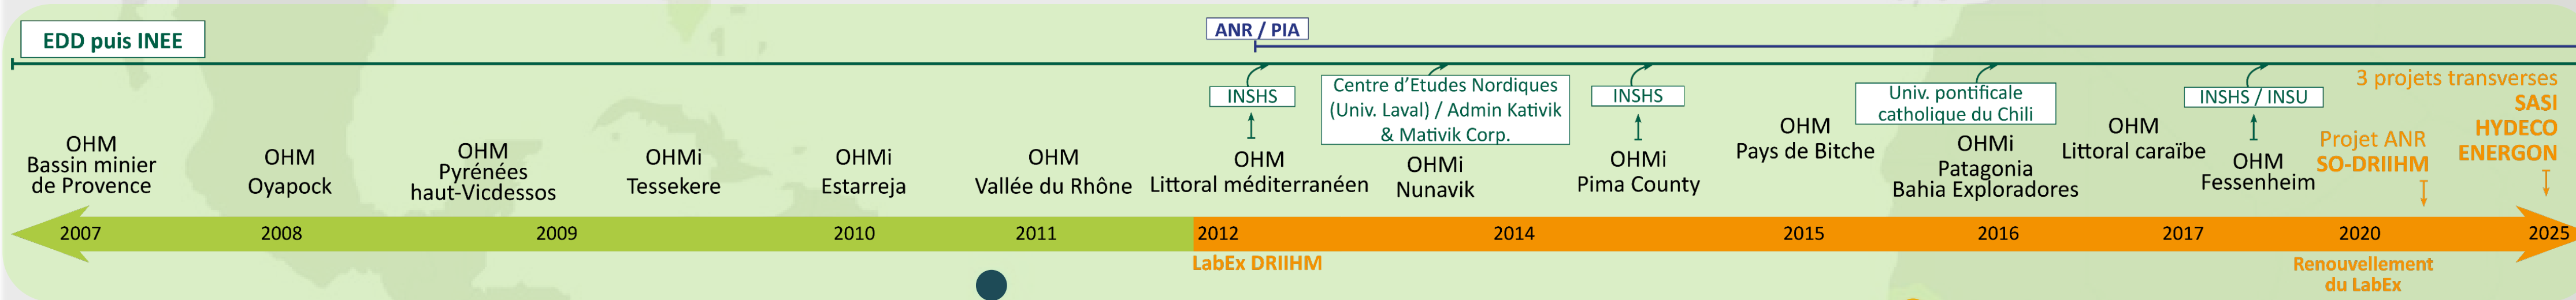 EDD puis INEE
ANR / PIA
INSHS
Centre d'Etudes Nordiques
(Univ. Laval) / Admin Kativik
& Mativik Corp.
INSHS
Univ. pontificale
catholique du Chili
INSHS / INSU
3 projets transverses
SASI
HYDECO
ENERGON
Projet ANR
SO-DRIIHM
OHM
Bassin minier
de Provence
OHM
Oyapock
OHM
Pyrénées
haut-Vicdessos
OHMi
Tessekere
OHMi
Estarreja
OHM
Vallée du Rhône
OHM
Littoral méditerranéen
OHMi
Nunavik
OHMi
Pima County
OHM
Pays de Bitche
OHMi
Patagonia
Bahia Exploradores
OHM
Littoral caraïbe
OHM
Fessenheim
2007
2008
2009
2010
2011
2012
2014
2015
2016
2017
2020
2025
LabEx DRIIHM
Renouvellement
du LabEx